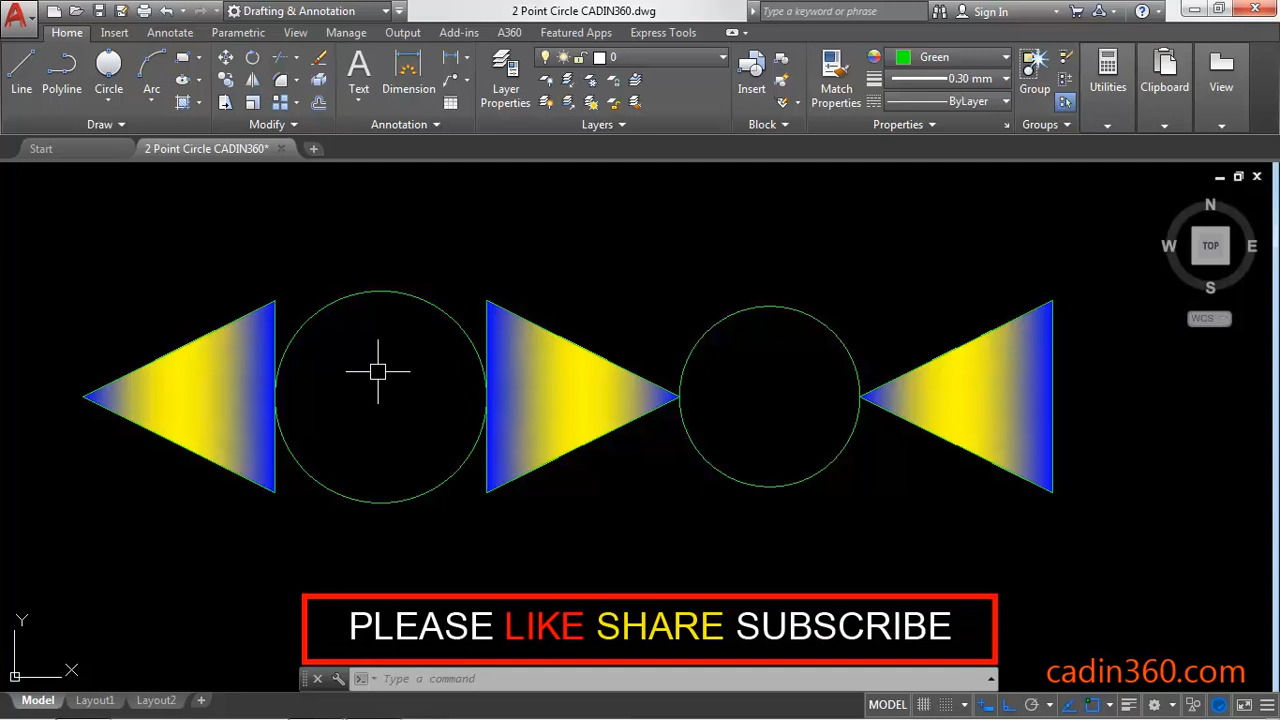 Drafting & Annotation
2 Point Circle CADIN360.dwg
Type a keyword or phrase
Sign In
Home Insert Annotate Parametric View Manage Output Add-ins A360 Featured Apps Express Tools
Line Polyline Circle Arc
Draw
Modify
A
Text Dimension
Annotation
Layer Properties
0
Layers
Insert
Block
Match Properties
Green
0.30 mm
ByLayer
Properties
Group
Groups
Utilities
Clipboard
View
Start
2 Point Circle CADIN360*
N
W TOP E
S
WCS
Y
X
PLEASE LIKE SHARE SUBSCRIBE
cadin360.com
Type a command
Model Layout1 Layout2
MODEL